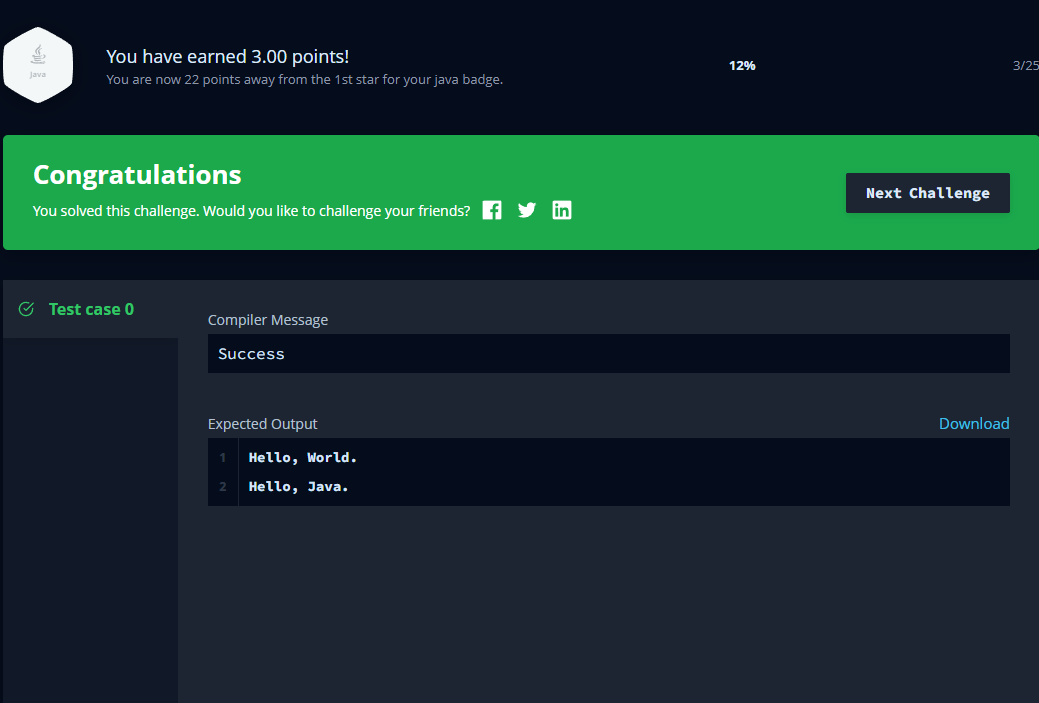 Java
You have earned 3.00 points!
You are now 22 points away from the 1st star for your java badge.
12%
3/25
Congratulations
You solved this challenge. Would you like to challenge your friends?
Next Challenge
Test case 0
Compiler Message
Success
Expected Output
Download
1 Hello, World.
2 Hello, Java.